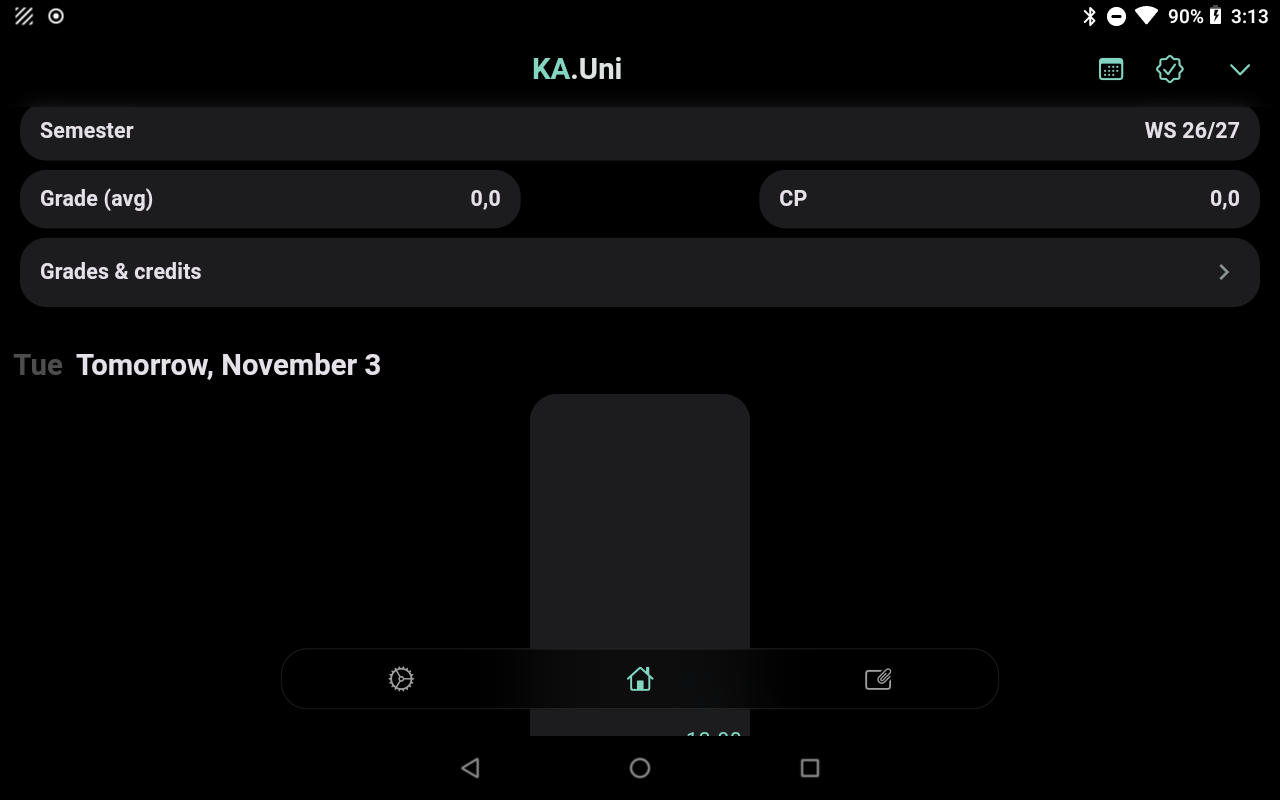 90% 3:13
KA.Uni
Semester WS 26/27
Grade (avg) 0,0 CP 0,0
Grades & credits
Tue Tomorrow, November 3